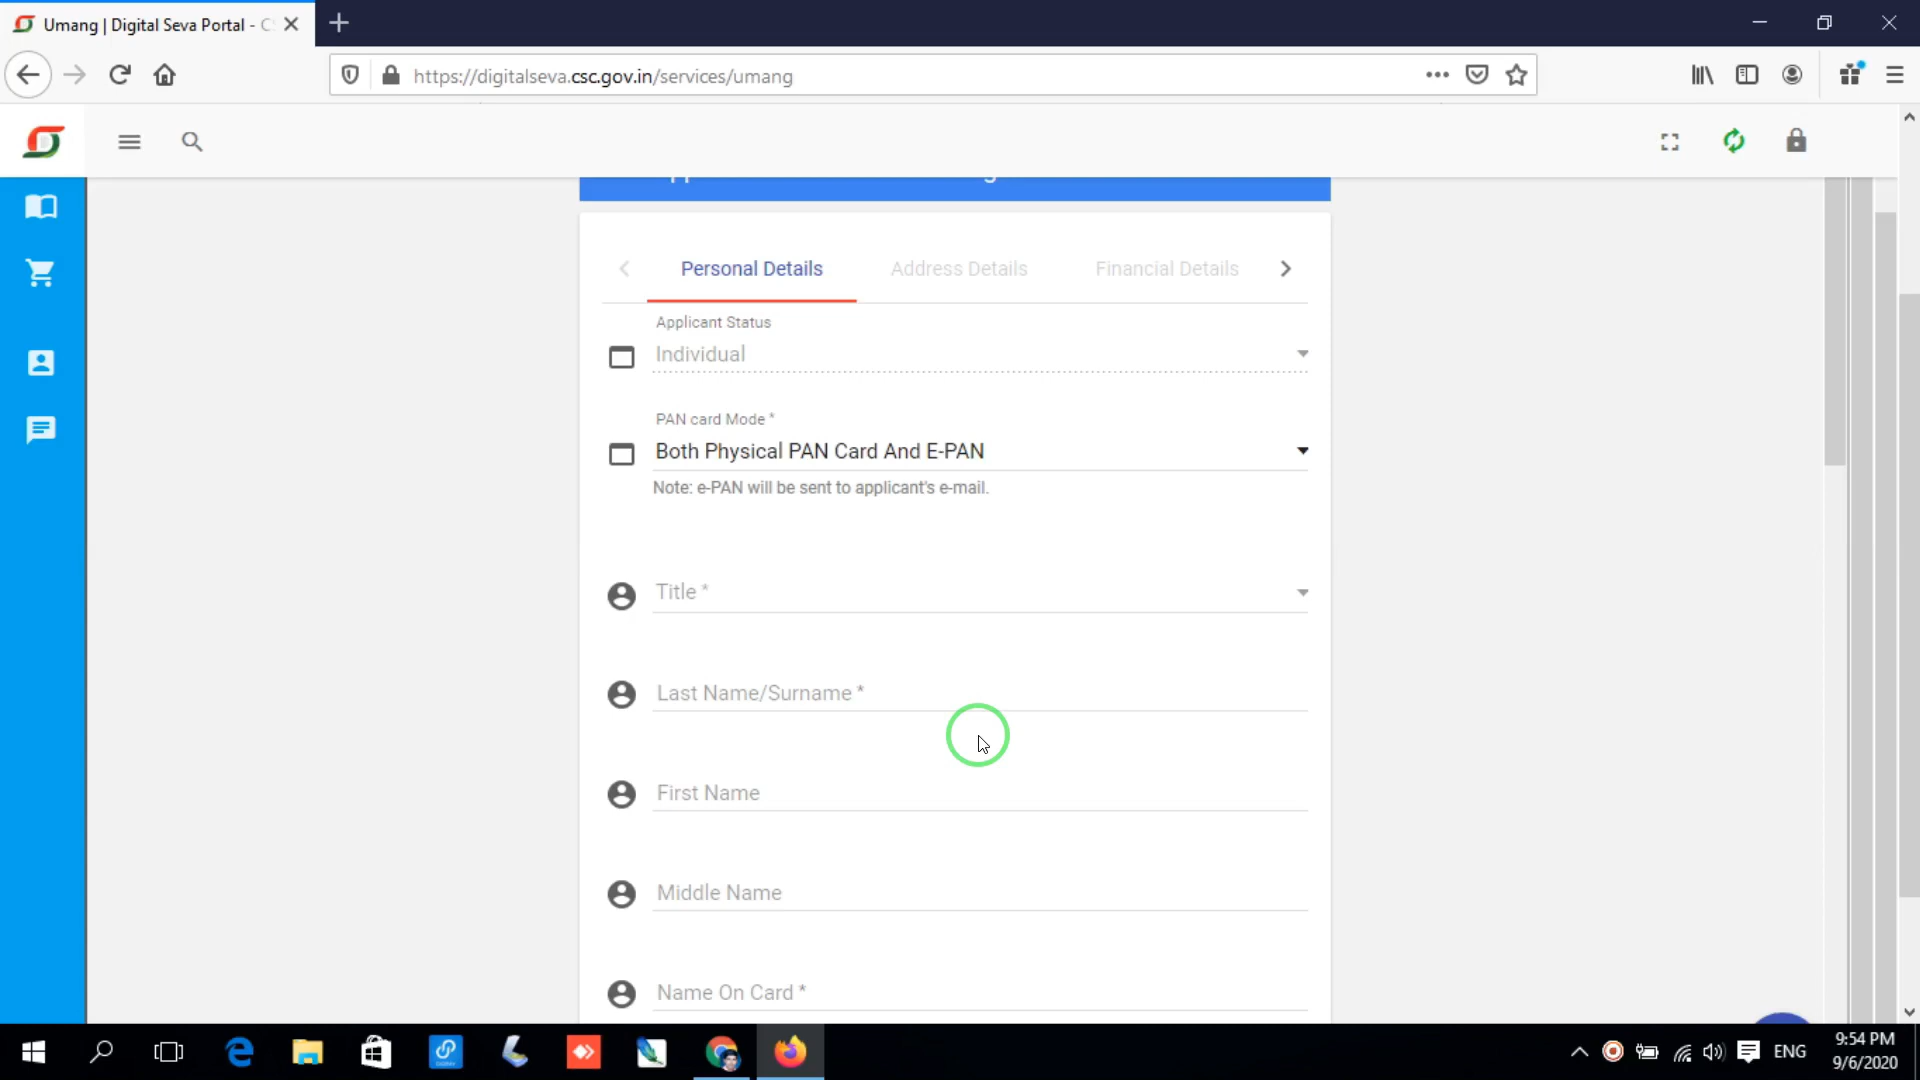 Umang | Digital Seva Portal - CS
https://digitalseva.csc.gov.in/services/umang
Personal Details
Address Details
Financial Details
Applicant Status
Individual
PAN card Mode *
Both Physical PAN Card And E-PAN
Note: e-PAN will be sent to applicant's e-mail.
Title *
Last Name/Surname *
First Name
Middle Name
Name On Card *
ENG
9:54 PM
9/6/2020